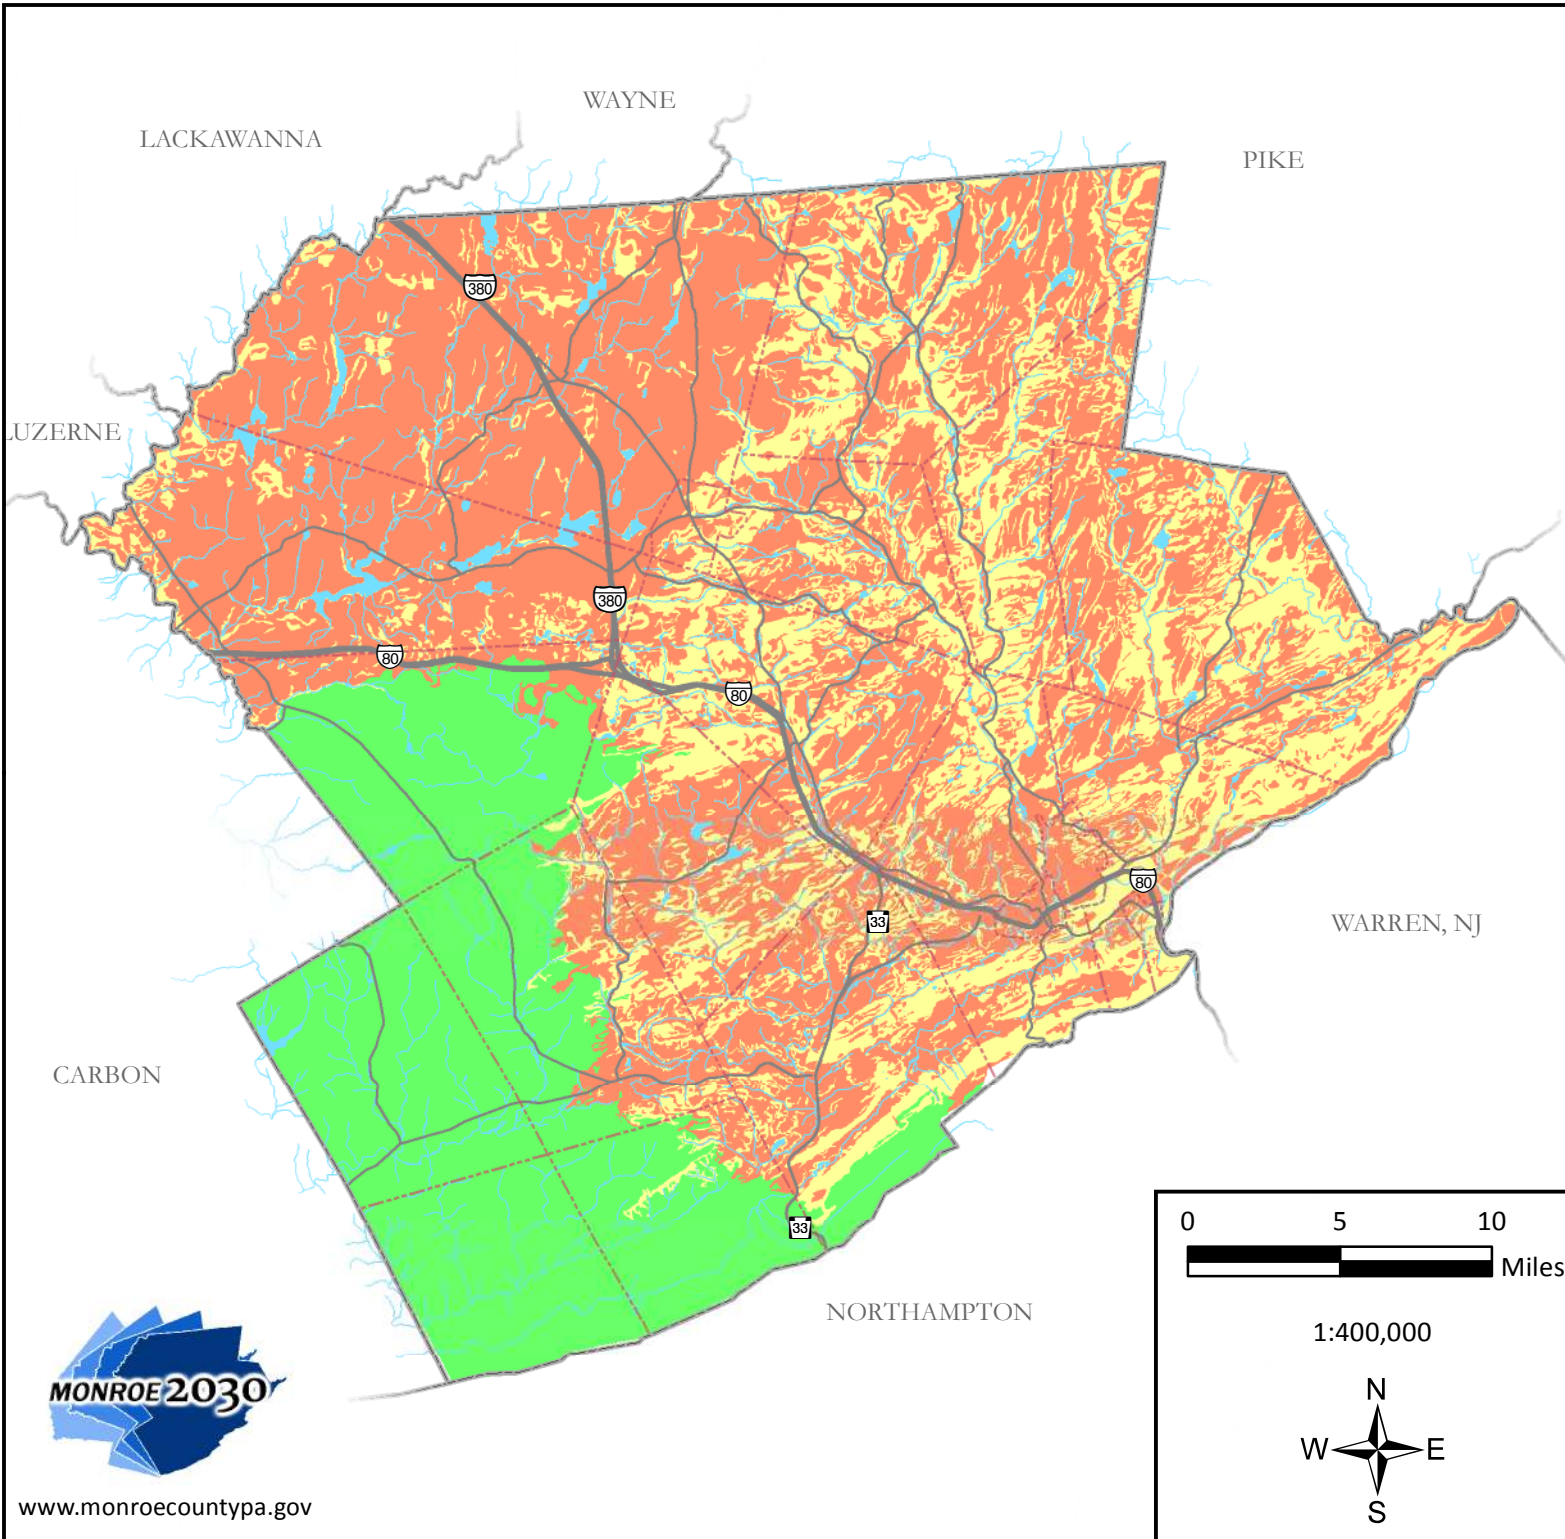 WAYNE
LACKAWANNA
PIKE
380
LUZERNE
380
80
80
80
33
WARREN, NJ
CARBON
33
NORTHAMPTON
0 5 10
Miles
1:400,000
N
W E
S
MONROE 2030
www.monroecountypa.gov